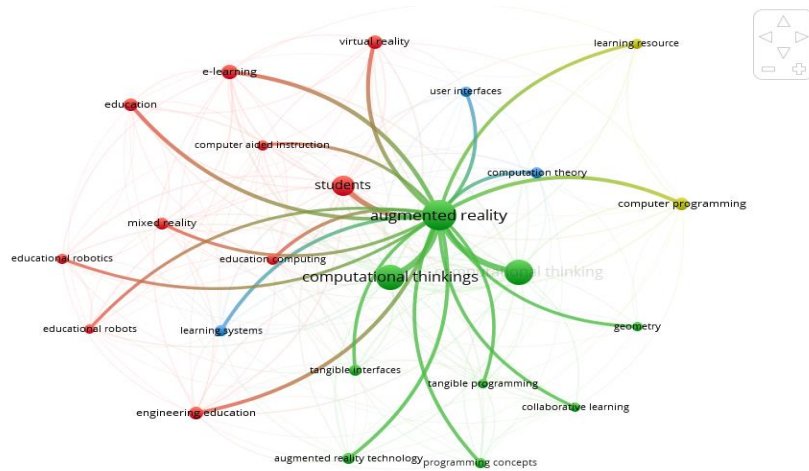 virtual reality
learning resource
e-learning
user interfaces
education
computer aided instruction
computation theory
students
computer programming
augmented reality
mixed reality
educational robotics
education computing
computational thinking
computational thinkings
educational robots
learning systems
geometry
tangible interfaces
tangible programming
collaborative learning
engineering education
augmented reality technology
programming concepts